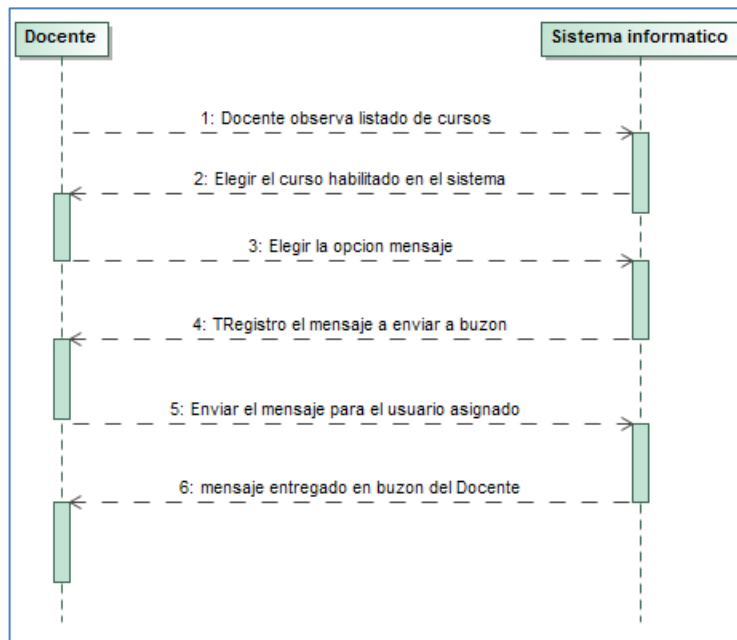 Docente
Sistema informatico
1: Docente observa listado de cursos
2: Elegir el curso habilitado en el sistema
3: Elegir la opcion mensaje
4: TRegistro el mensaje a enviar a buzon
5: Enviar el mensaje para el usuario asignado
6: mensaje entregado en buzon del Docente